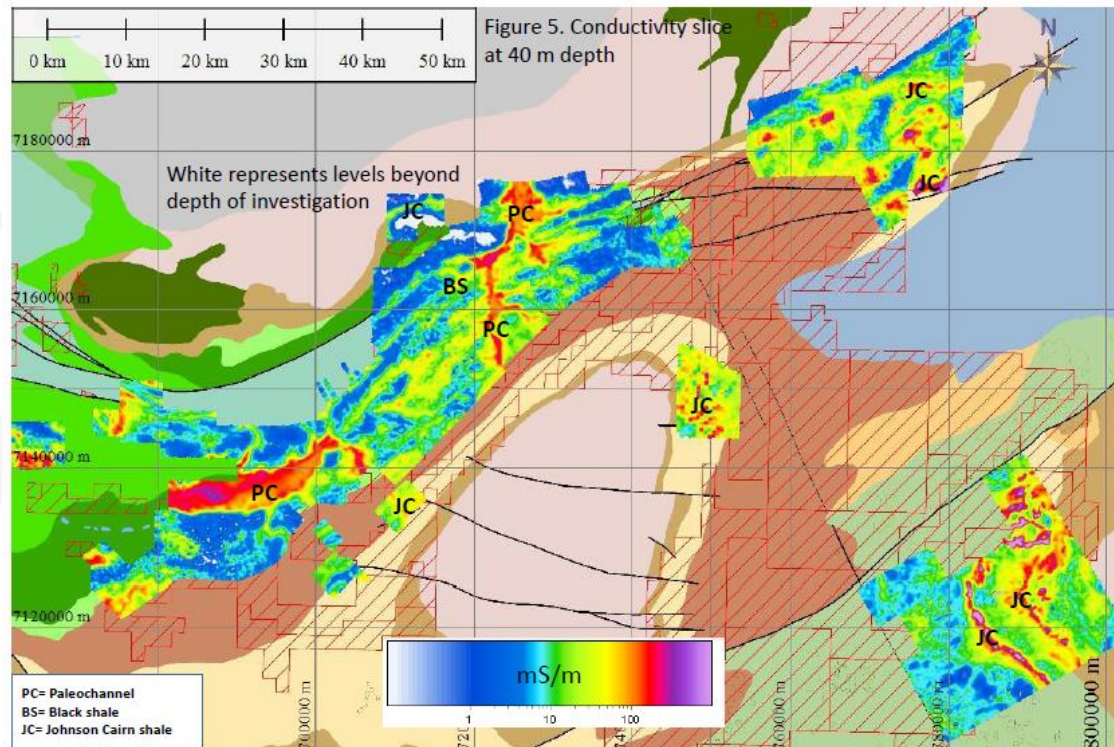 Figure 5. Conductivity slice
at 40 m depth
N
0 km 10 km 20 km 30 km 40 km 50 km
7180000 m
White represents levels beyond
depth of investigation
JC
JC
JC
PC
7160000 m
BS
PC
JC
7140000 m
PC
JC
JC
7120000 m
JC
mS/m
1 10 100
PC= Paleochannel
BS= Black shale
JC= Johnson Cairn shale
800000 m